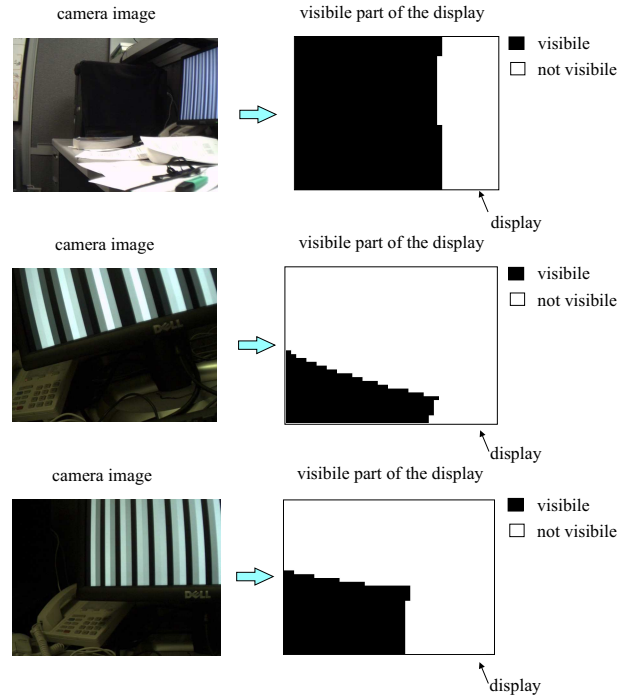 camera image
visibile part of the display
visibile
not visibile
display
camera image
visibile part of the display
DELL
visibile
not visibile
display
camera image
visibile part of the display
DELL
visibile
not visibile
display